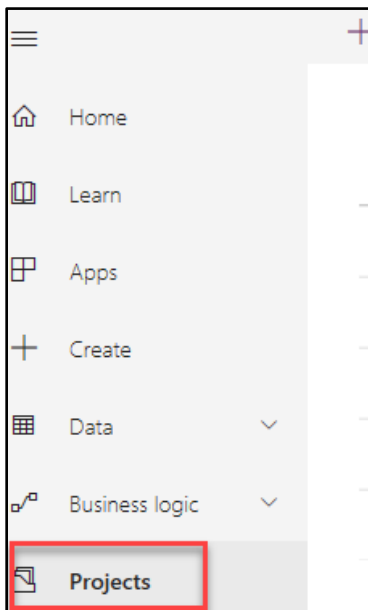 Home
Learn
Apps
Create
Data
Business logic
Projects